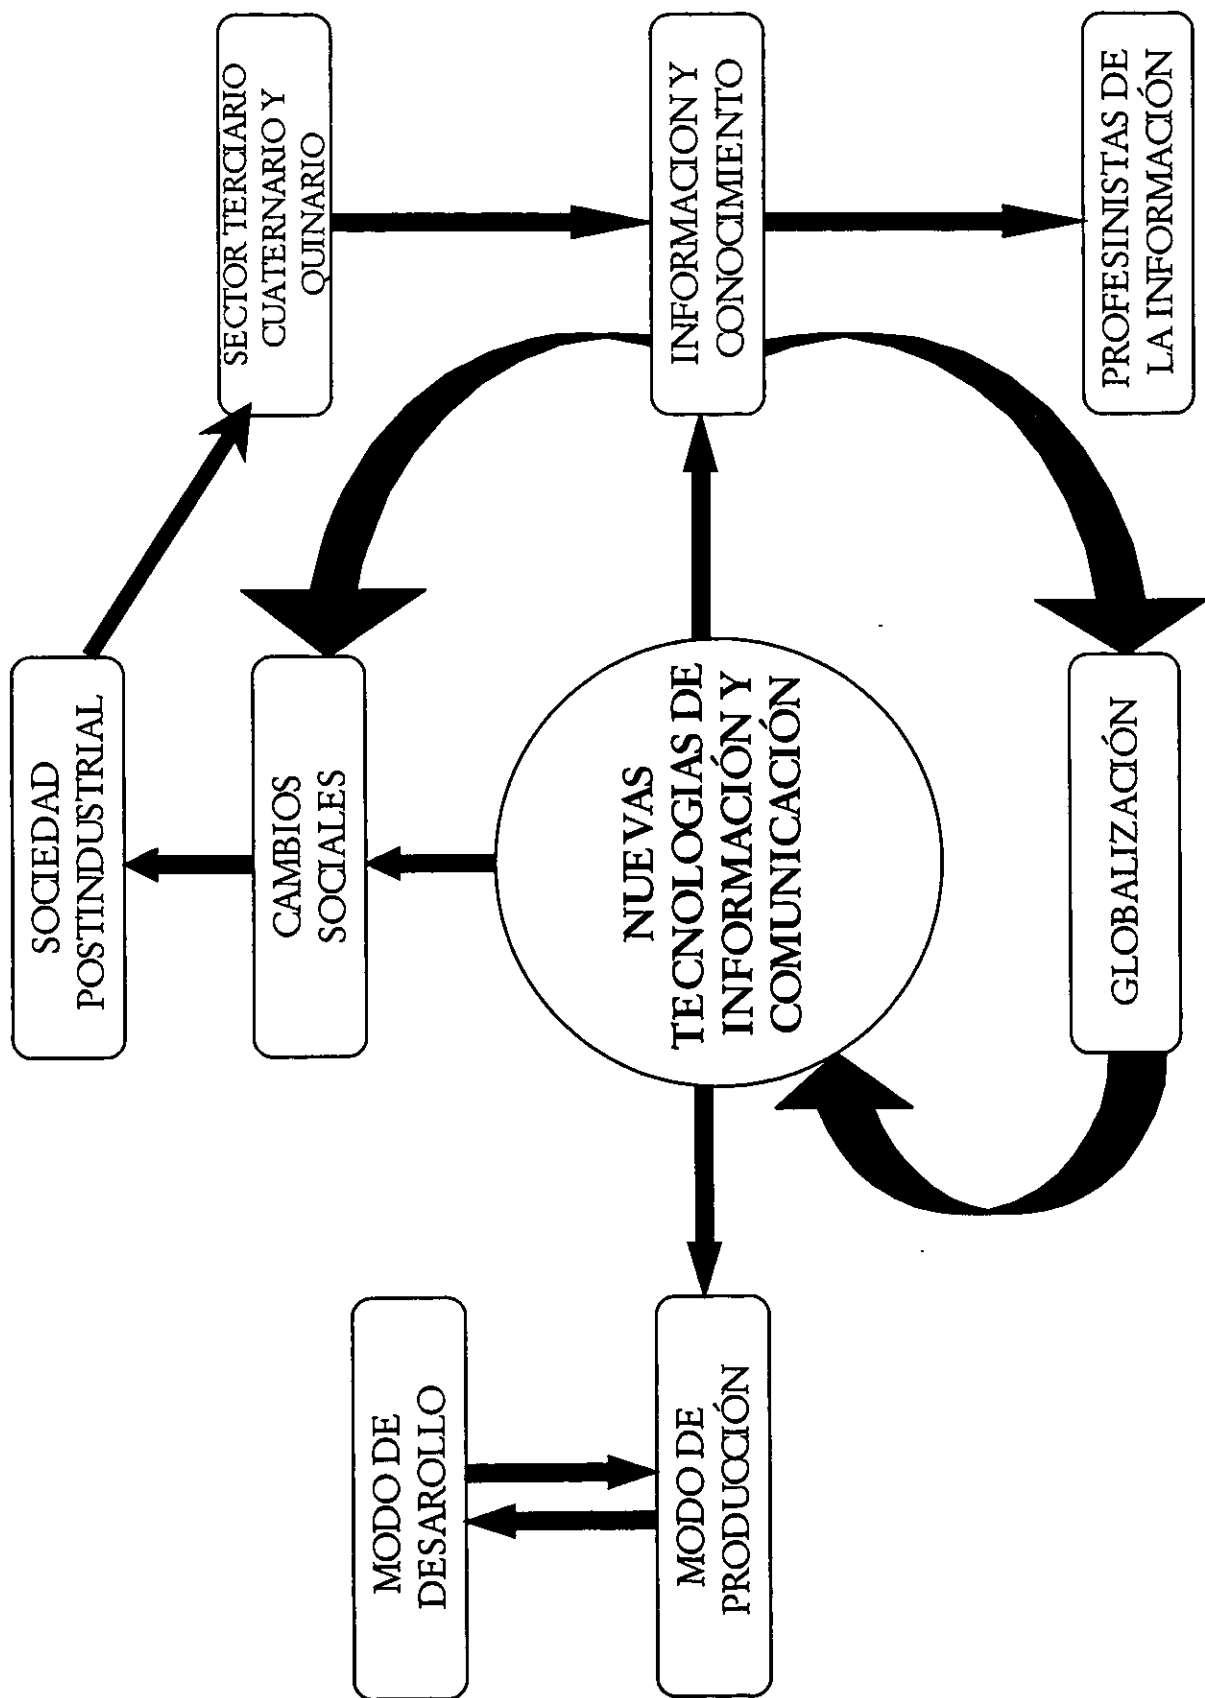 SOCIEDAD
POSTINDUSTRIAL
SECTOR TERCIARIO
CUATERNARIO Y
QUINARIO
CAMBIOS
SOCIALES
MODO DE
DESAROLLO
MODO DE
PRODUCCIÓN
NUEVAS
TECNOLOGIAS DE
INFORMACIÓN Y
COMUNICACIÓN
INFORMACION Y
CONOCIMIENTO
GLOBALIZACIÓN
PROFESINISTAS DE
LA INFORMACIÓN